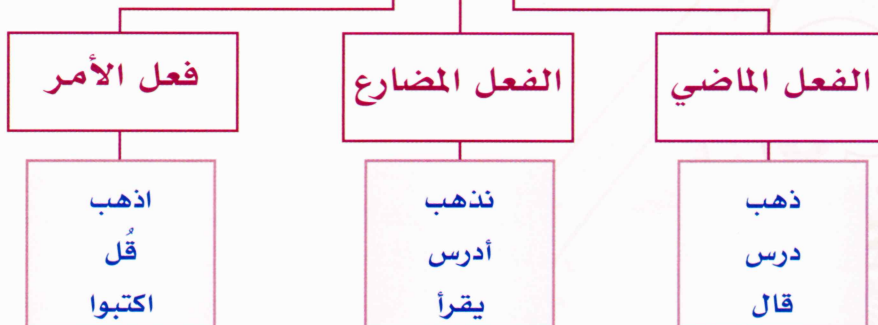 الفعل الماضي
الفعل المضارع
فعل الأمر
ذهب
درس
قال
نذهب
أدرس
يقرأ
اذهب
قُل
اكتبوا